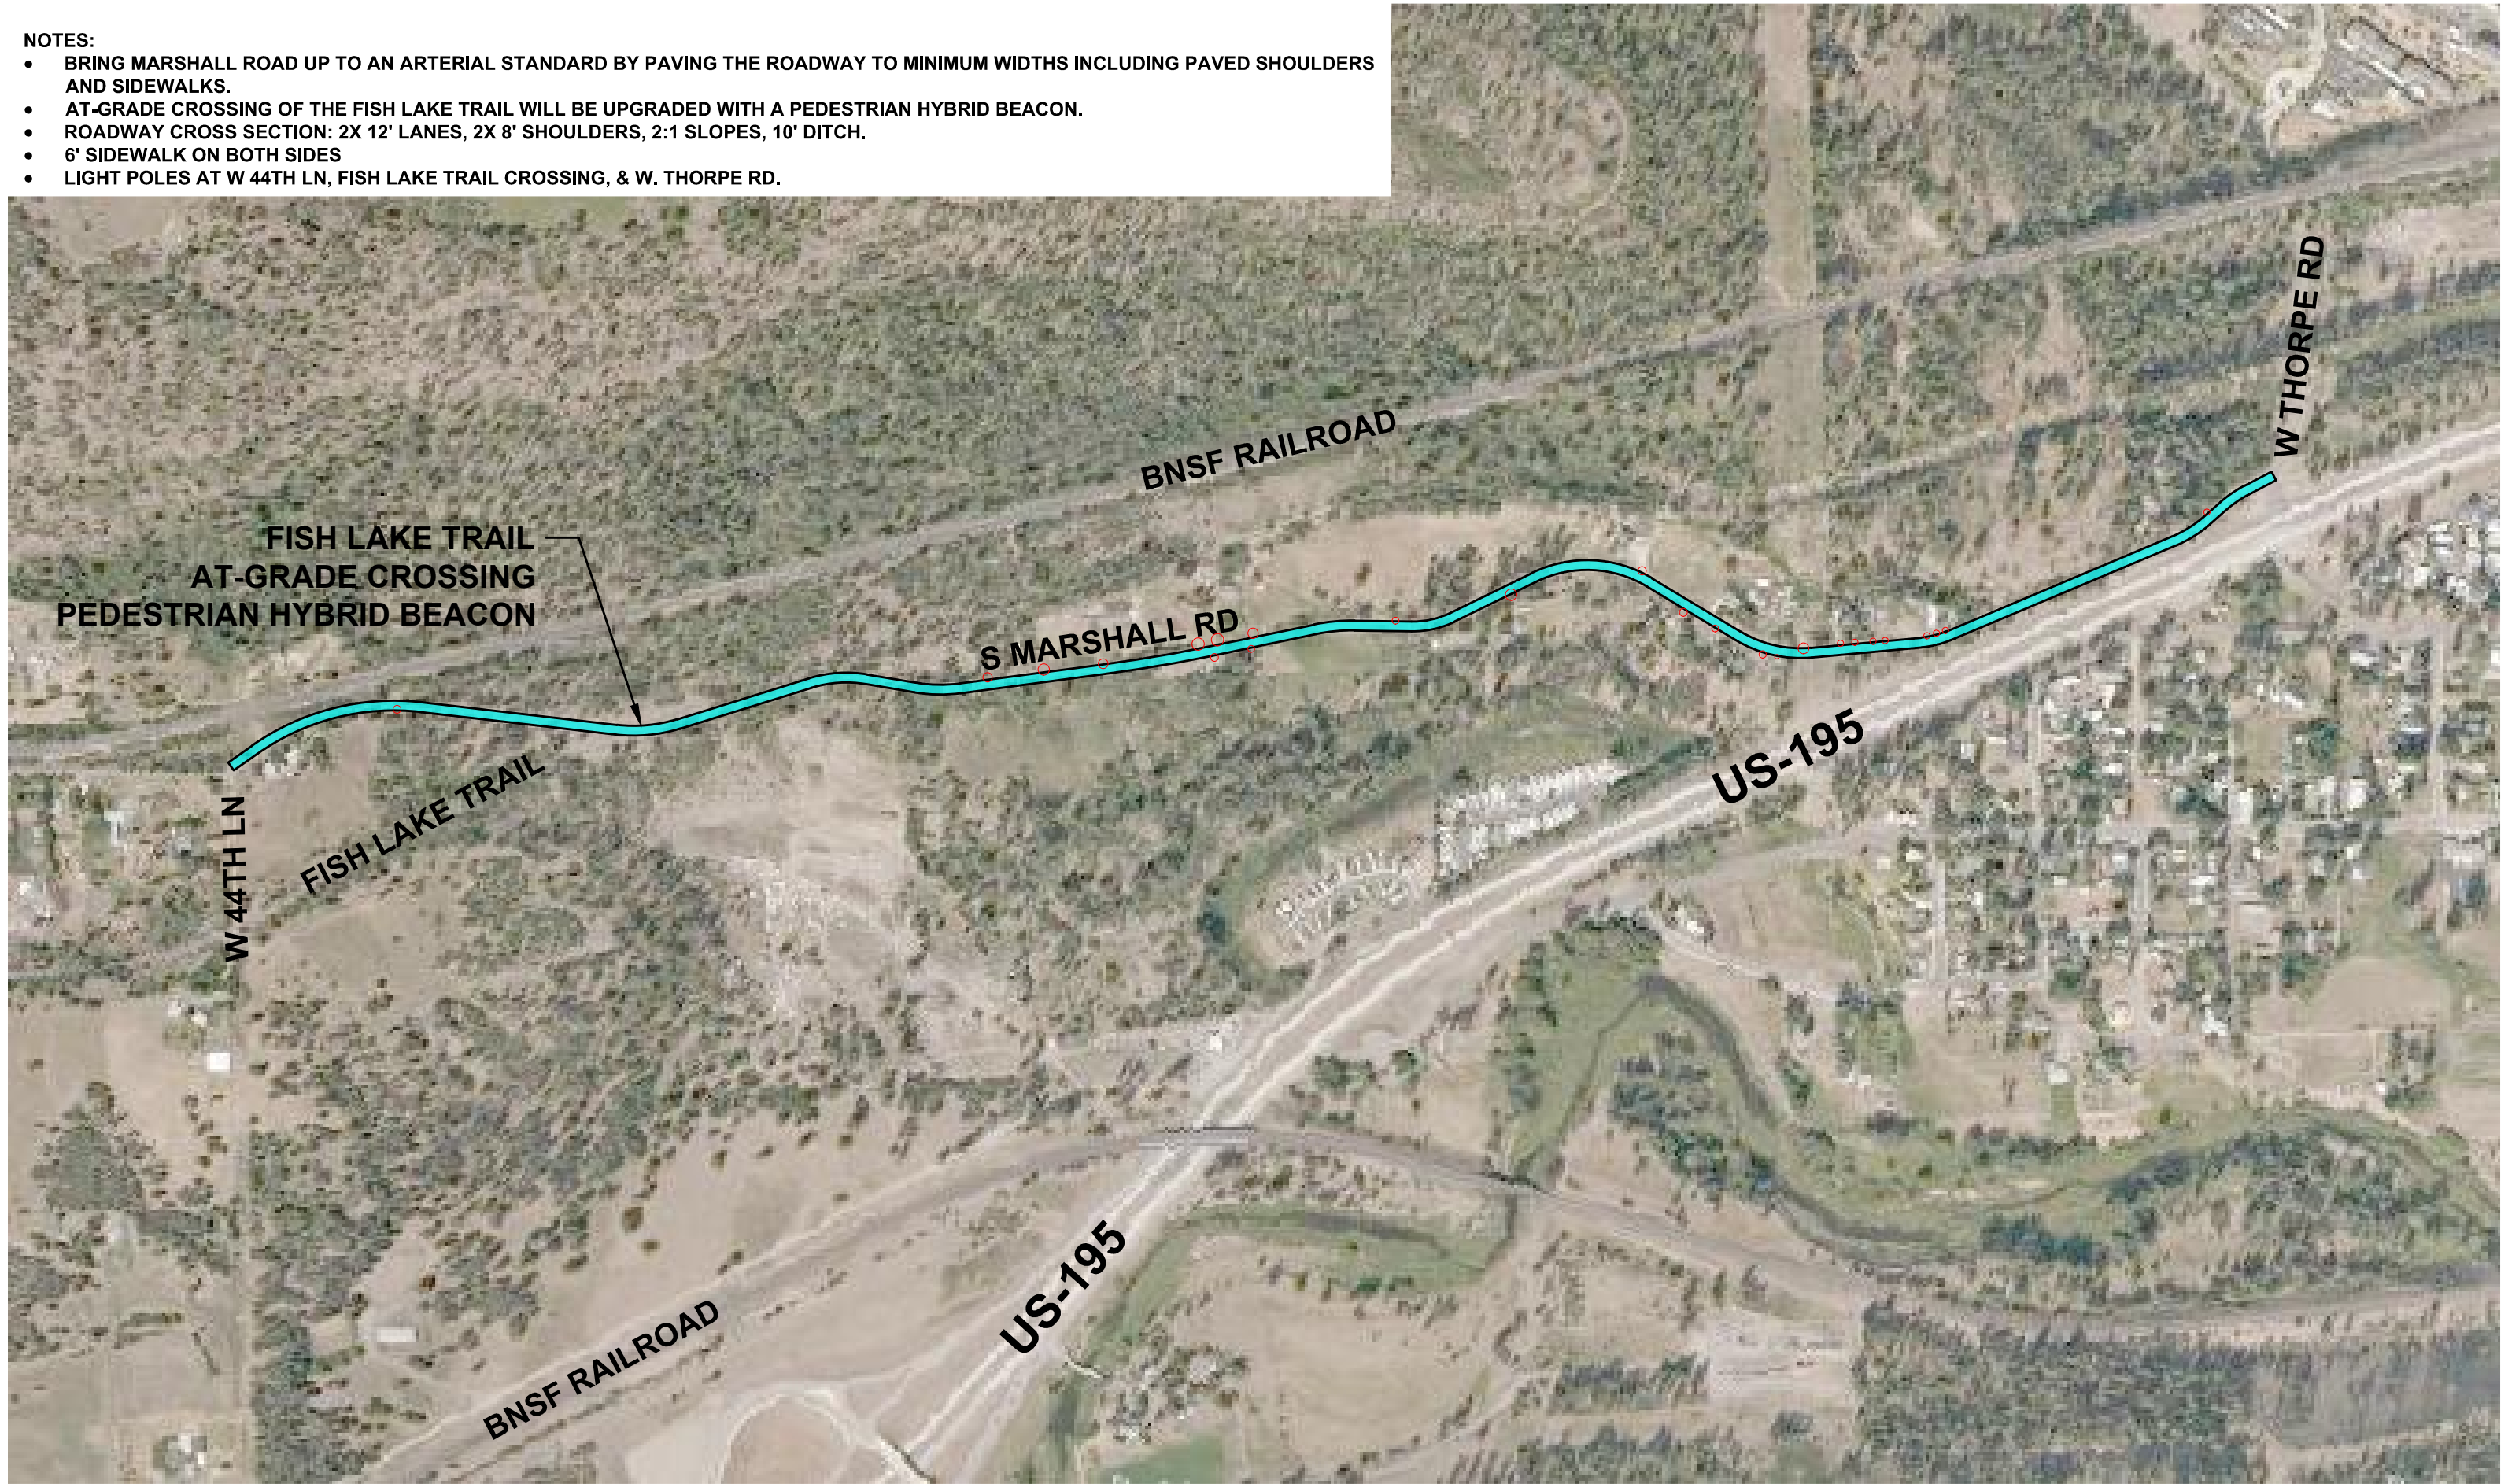 NOTES:
• BRING MARSHALL ROAD UP TO AN ARTERIAL STANDARD BY PAVING THE ROADWAY TO MINIMUM WIDTHS INCLUDING PAVED SHOULDERS
AND SIDEWALKS.
• AT-GRADE CROSSING OF THE FISH LAKE TRAIL WILL BE UPGRADED WITH A PEDESTRIAN HYBRID BEACON.
• ROADWAY CROSS SECTION: 2X 12' LANES, 2X 8' SHOULDERS, 2:1 SLOPES, 10' DITCH.
• 6' SIDEWALK ON BOTH SIDES
• LIGHT POLES AT W 44TH LN, FISH LAKE TRAIL CROSSING, & W. THORPE RD.
W THORPE RD
BNSF RAILROAD
FISH LAKE TRAIL
AT-GRADE CROSSING
PEDESTRIAN HYBRID BEACON
S MARSHALL RD
US-195
FISH LAKE TRAIL
W 44TH LN
US-195
BNSF RAILROAD